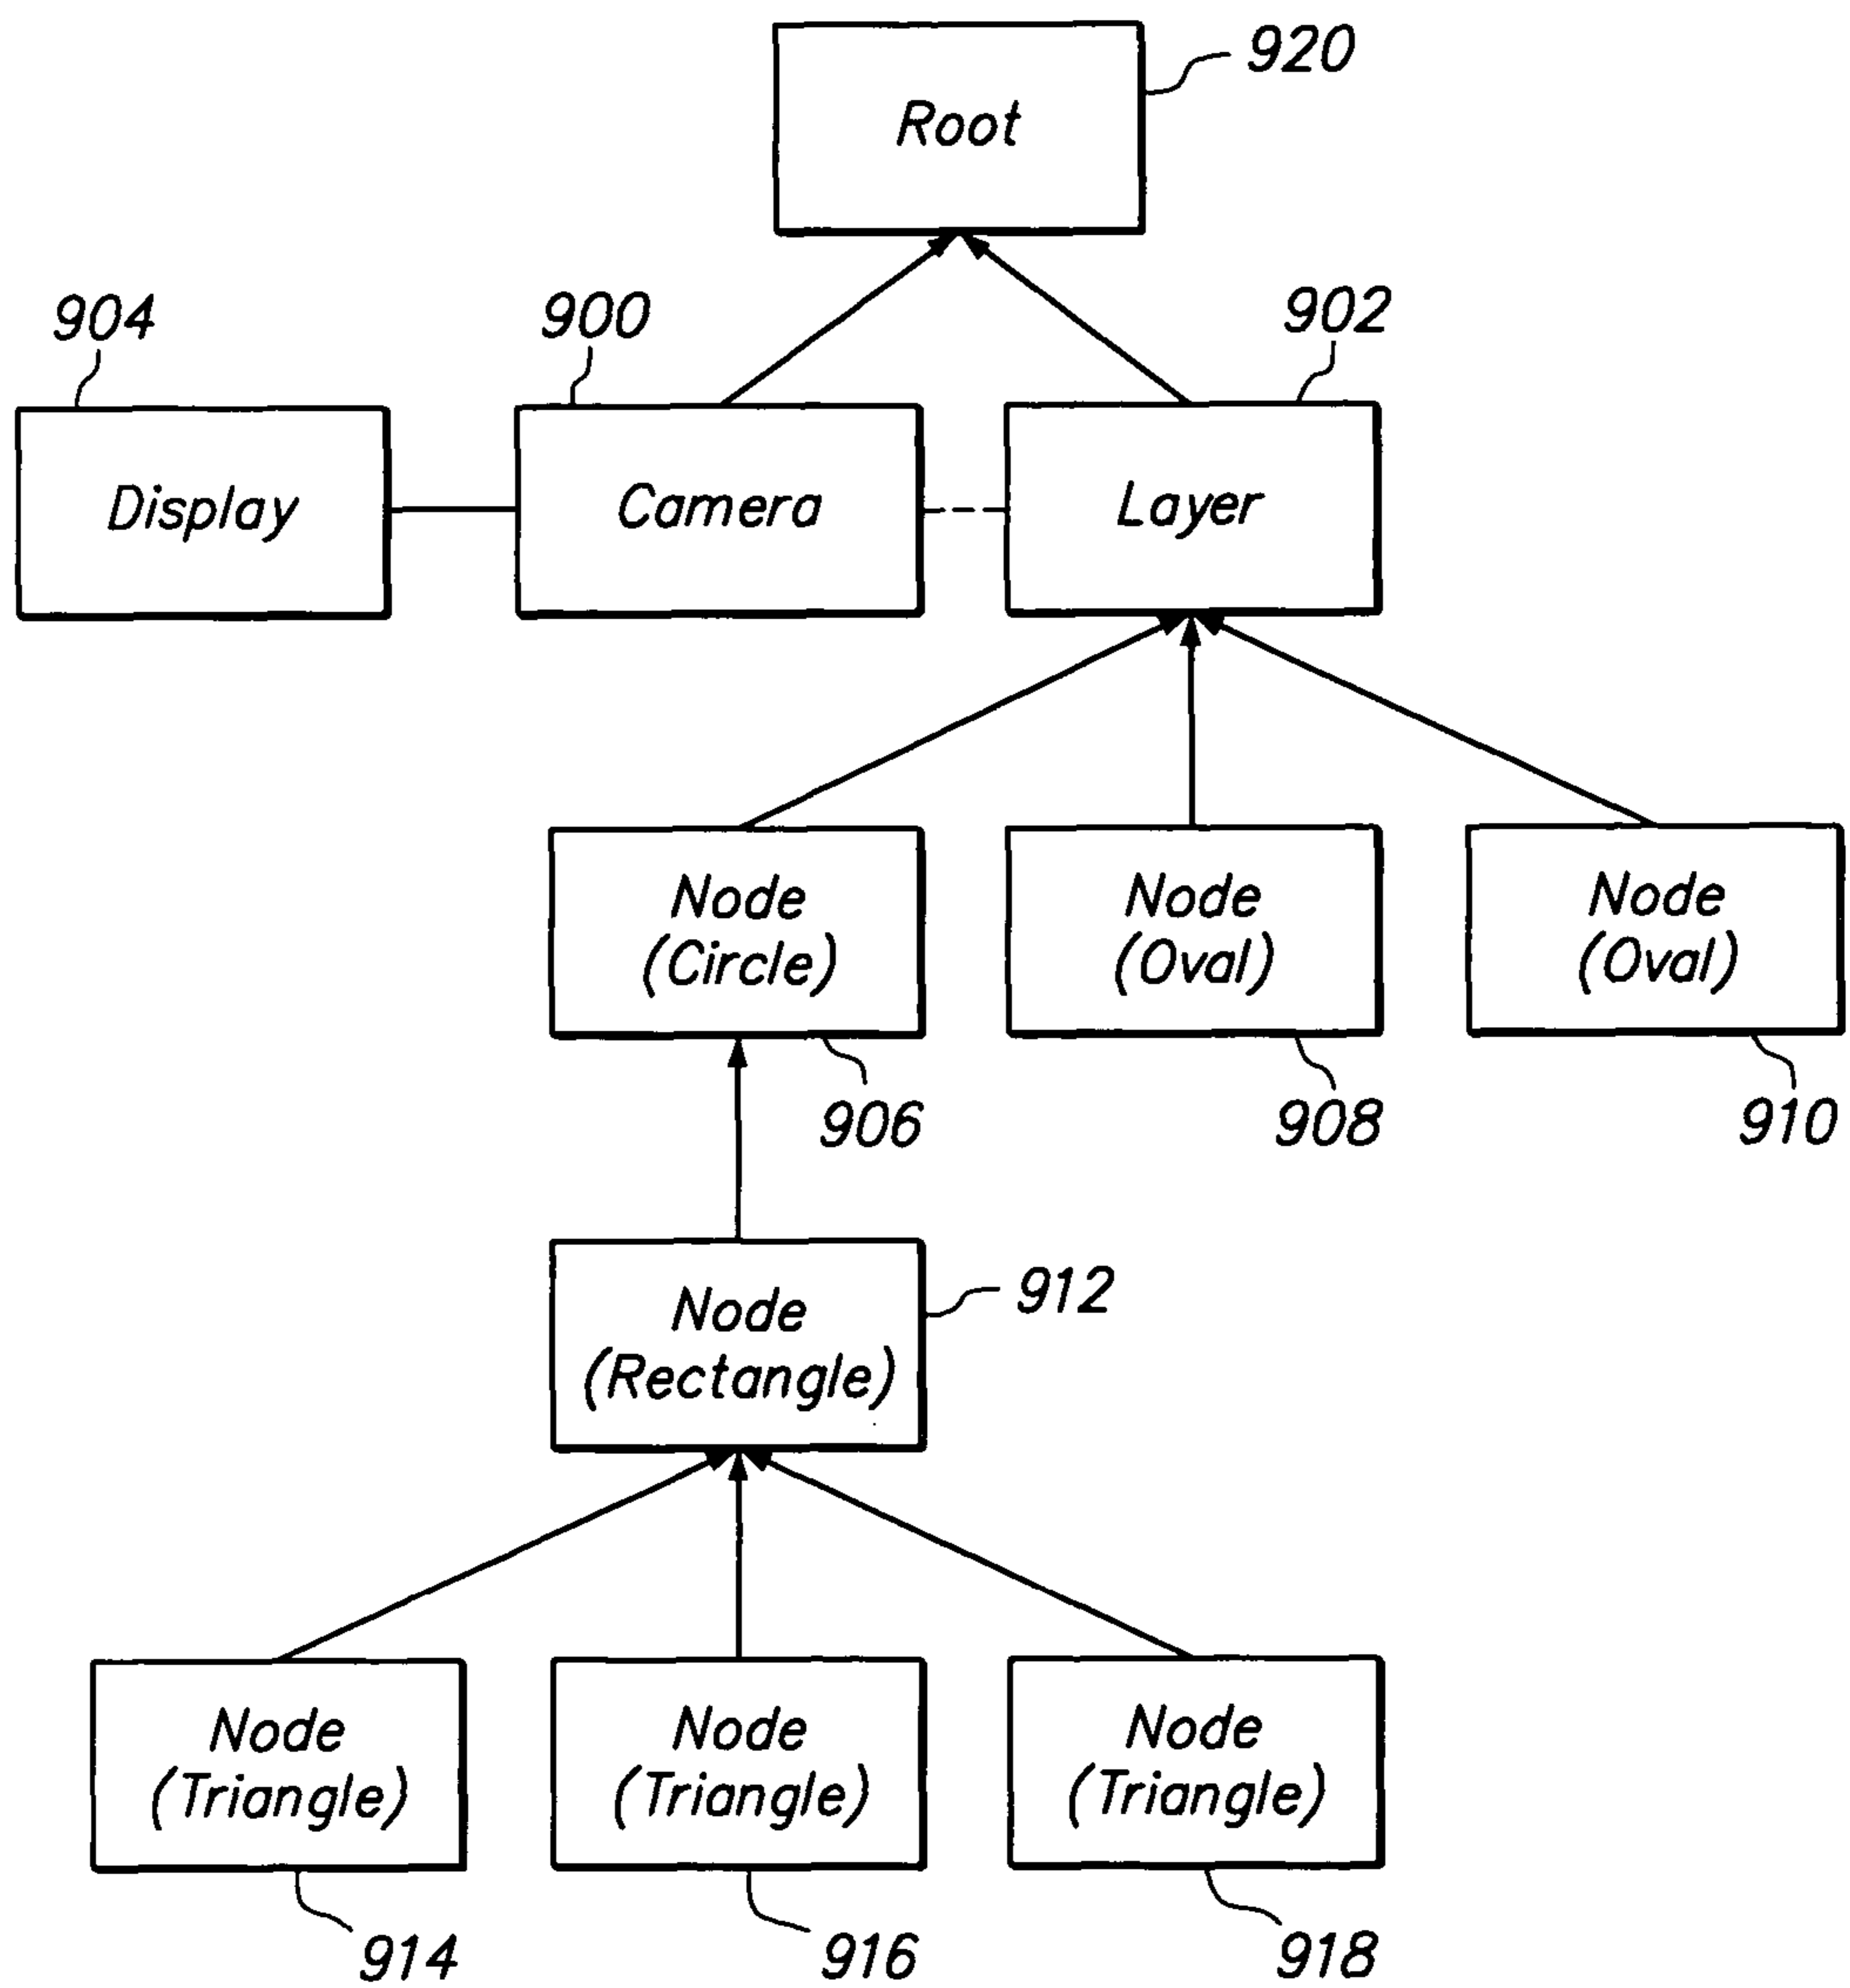 920
Root
904
900
902
Display
Camera
Layer
Node
(Circle)
Node
(Oval)
Node
(Oval)
906
908
910
Node
(Rectangle)
912
Node
(Triangle)
Node
(Triangle)
Node
(Triangle)
914
916
918